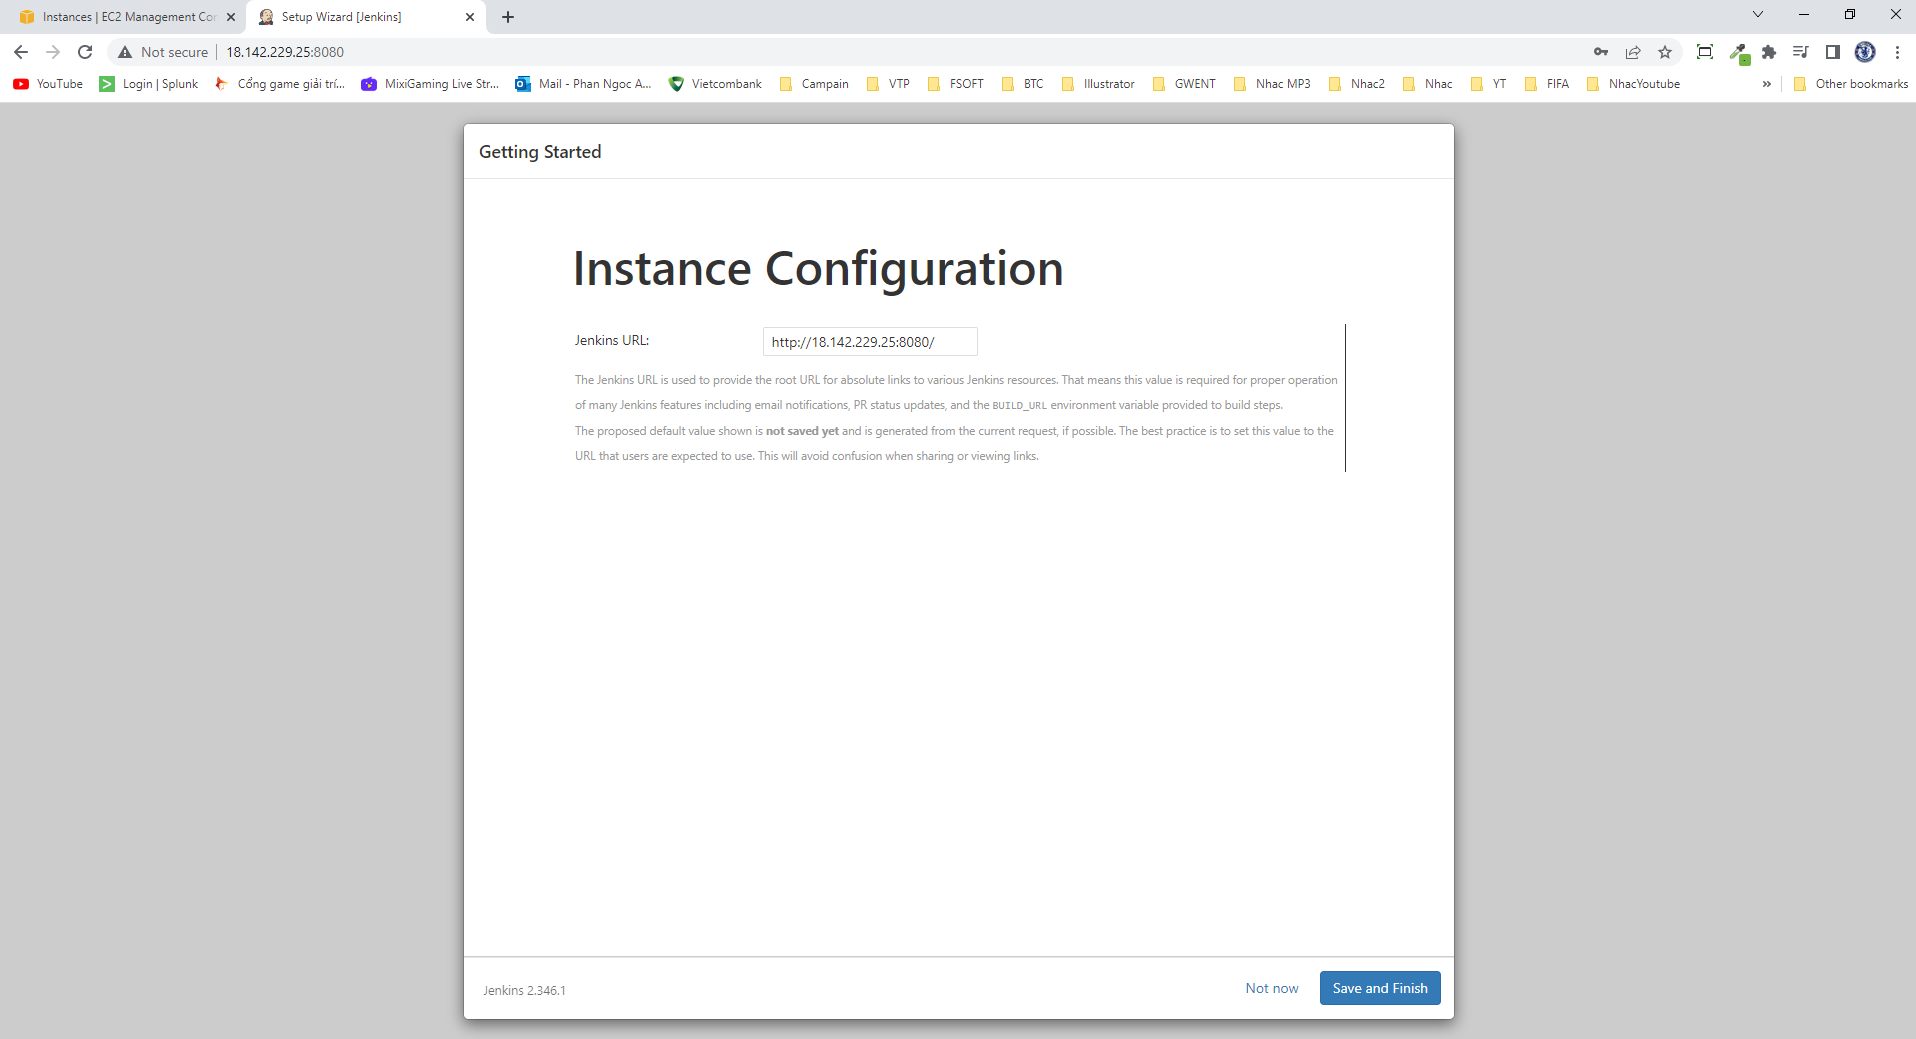 Instances | EC2 Management Cor
Setup Wizard [Jenkins]
Not secure
18.142.229.25:8080
YouTube
Login | Splunk
Cổng game giải trí...
MixiGaming Live Str...
Mail - Phan Ngoc A...
Vietcombank
Campain
VTP
FSOFT
BTC
Illustrator
GWENT
Nhac MP3
Nhac2
Nhac
YT
FIFA
NhacYoutube
»
Other bookmarks
Getting Started
Instance Configuration
Jenkins URL:
http://18.142.229.25:8080/
The Jenkins URL is used to provide the root URL for absolute links to various Jenkins resources. That means this value is required for proper operation
of many Jenkins features including email notifications, PR status updates, and the BUILD_URL environment variable provided to build steps.
The proposed default value shown is not saved yet and is generated from the current request, if possible. The best practice is to set this value to the
URL that users are expected to use. This will avoid confusion when sharing or viewing links.
Jenkins 2.346.1
Not now
Save and Finish